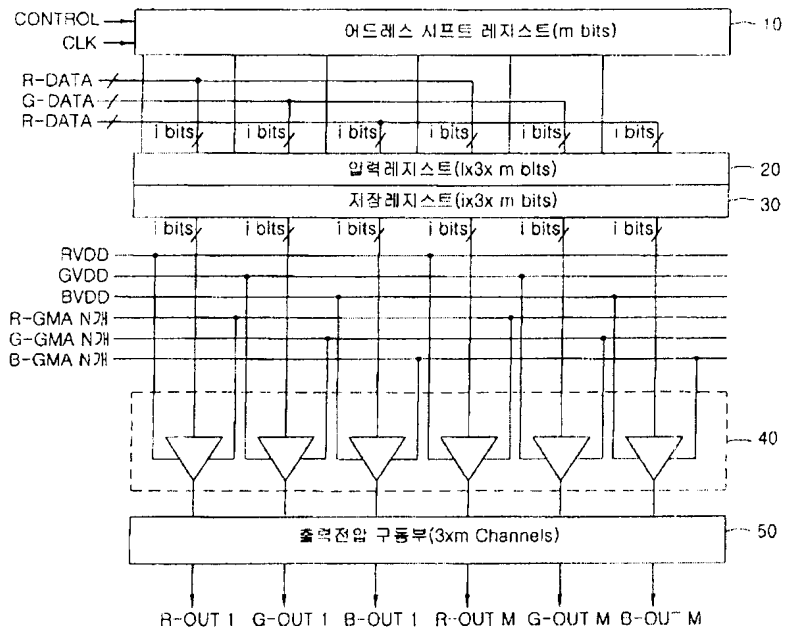 CONTROL
CLK
어드레스 시프트 레지스트(m bits)
10
R-DATA
G-DATA
R-DATA
i bits i bits i bits i bits i bits i bits
입력레지스트(ix3x m bits)
20
저장레지스트(ix3x m bits)
30
i bits i bits i bits i bits i bits i bits
RVDD
GVDD
BVDD
R-GMA N개
G-GMA N개
B-GMA N개
40
출력전압 구동부(3xm Channels)
50
R-OUT 1 G-OUT 1 B-OUT 1 R-OUT M G-OUT M B-OUT M